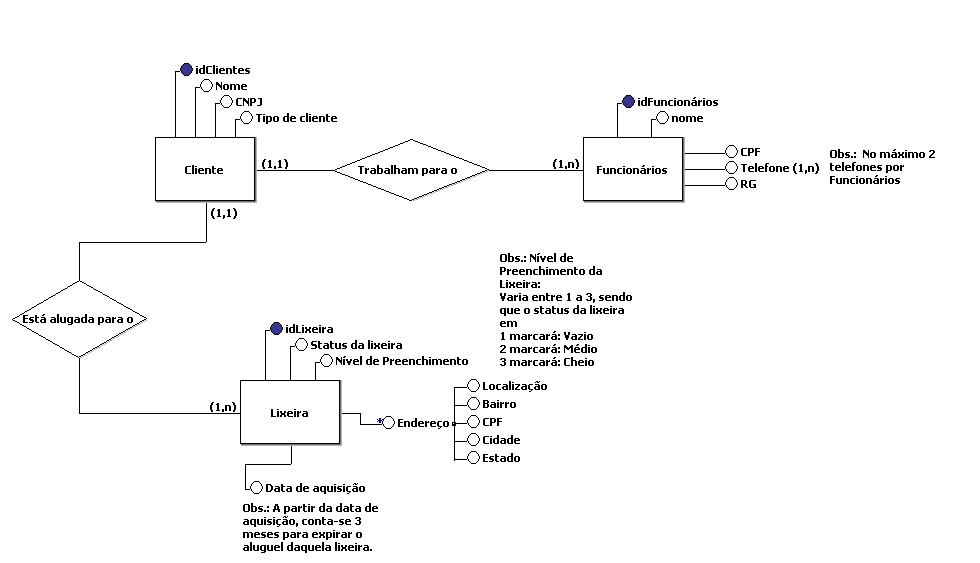 idClientes
Nome
CNPJ
Tipo de cliente
Cliente
(1,1)
Trabalham para o
(1,n)
idFuncionários
nome
Funcionários
CPF
Telefone (1,n)
RG
Obs.: No máximo 2
telefones por
Funcionários
(1,1)
Está alugada para o
(1,n)
Obs.: Nível de
Preenchimento da
Lixeira:
Varia entre 1 a 3, sendo
que o status da lixeira
em
1 marcará: Vazio
2 marcará: Médio
3 marcará: Cheio
idLixeira
Status da lixeira
Nível de Preenchimento
Lixeira
* Endereço
Localização
Bairro
CPF
Cidade
Estado
Data de aquisição
Obs.: A partir da data de
aquisição, conta-se 3
meses para expirar o
aluguel daquela lixeira.